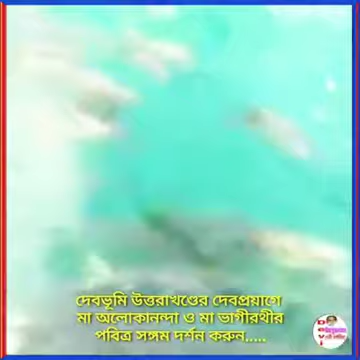 দেবভূমি উত্তরাখণ্ডের দেবপ্রয়াগে
মা অলোকানন্দা ও মা ভাগীরথীর
পবিত্র সঙ্গম দর্শন করুন.....